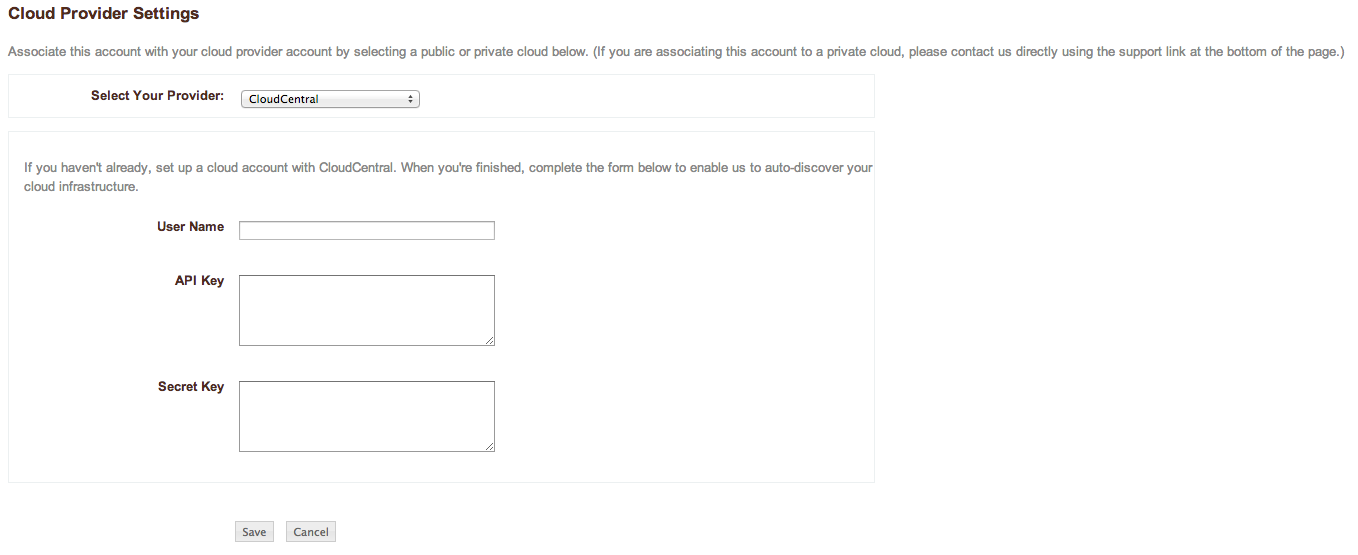 Cloud Provider Settings
Associate this account with your cloud provider account by selecting a public or private cloud below. (If you are associating this account to a private cloud, please contact us directly using the support link at the bottom of the page.)
Select Your Provider: CloudCentral
If you haven't already, set up a cloud account with CloudCentral. When you're finished, complete the form below to enable us to auto-discover your
cloud infrastructure.
User Name
API Key
Secret Key
Save Cancel